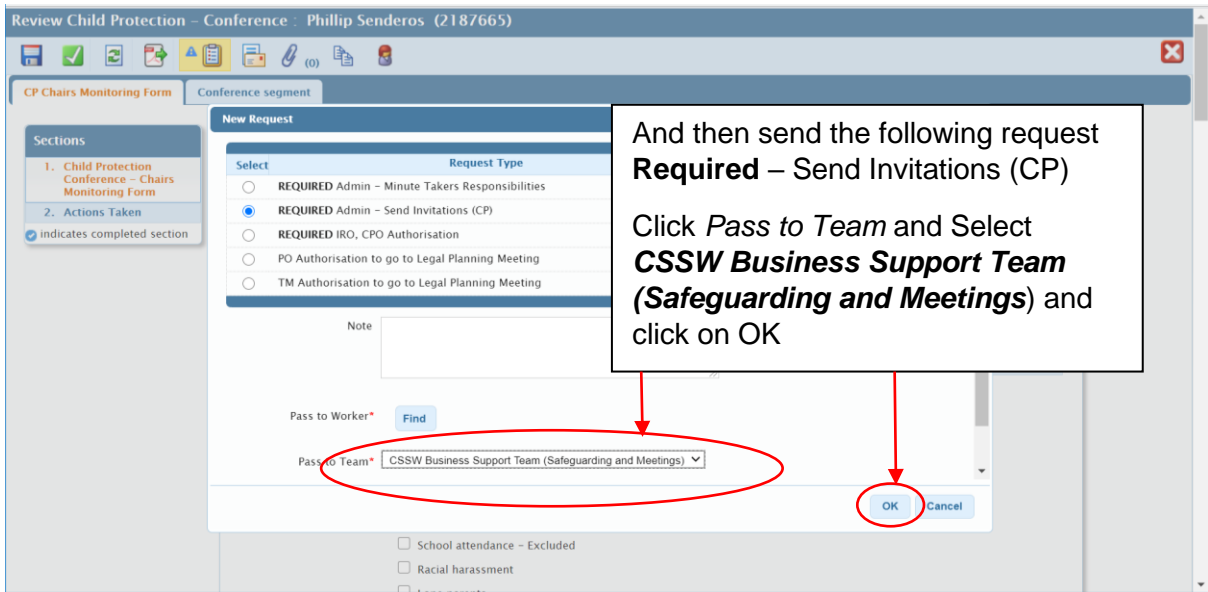 Review Child Protection – Conference : Phillip Senderos (2187665)
(0)
CP Chairs Monitoring Form
Conference segment
Sections
1. Child Protection
Conference – Chairs
Monitoring Form
2. Actions Taken
indicates completed section
New Request
Select Request Type
REQUIRED Admin – Minute Takers Responsibilities
REQUIRED Admin – Send Invitations (CP)
REQUIRED IRO, CPO Authorisation
PO Authorisation to go to Legal Planning Meeting
TM Authorisation to go to Legal Planning Meeting
Note
Pass to Worker* Find
Pass to Team* CSSW Business Support Team (Safeguarding and Meetings)
OK Cancel
And then send the following request
Required – Send Invitations (CP)
Click Pass to Team and Select
CSSW Business Support Team
(Safeguarding and Meetings) and
click on OK
School attendance – Excluded
Racial harassment